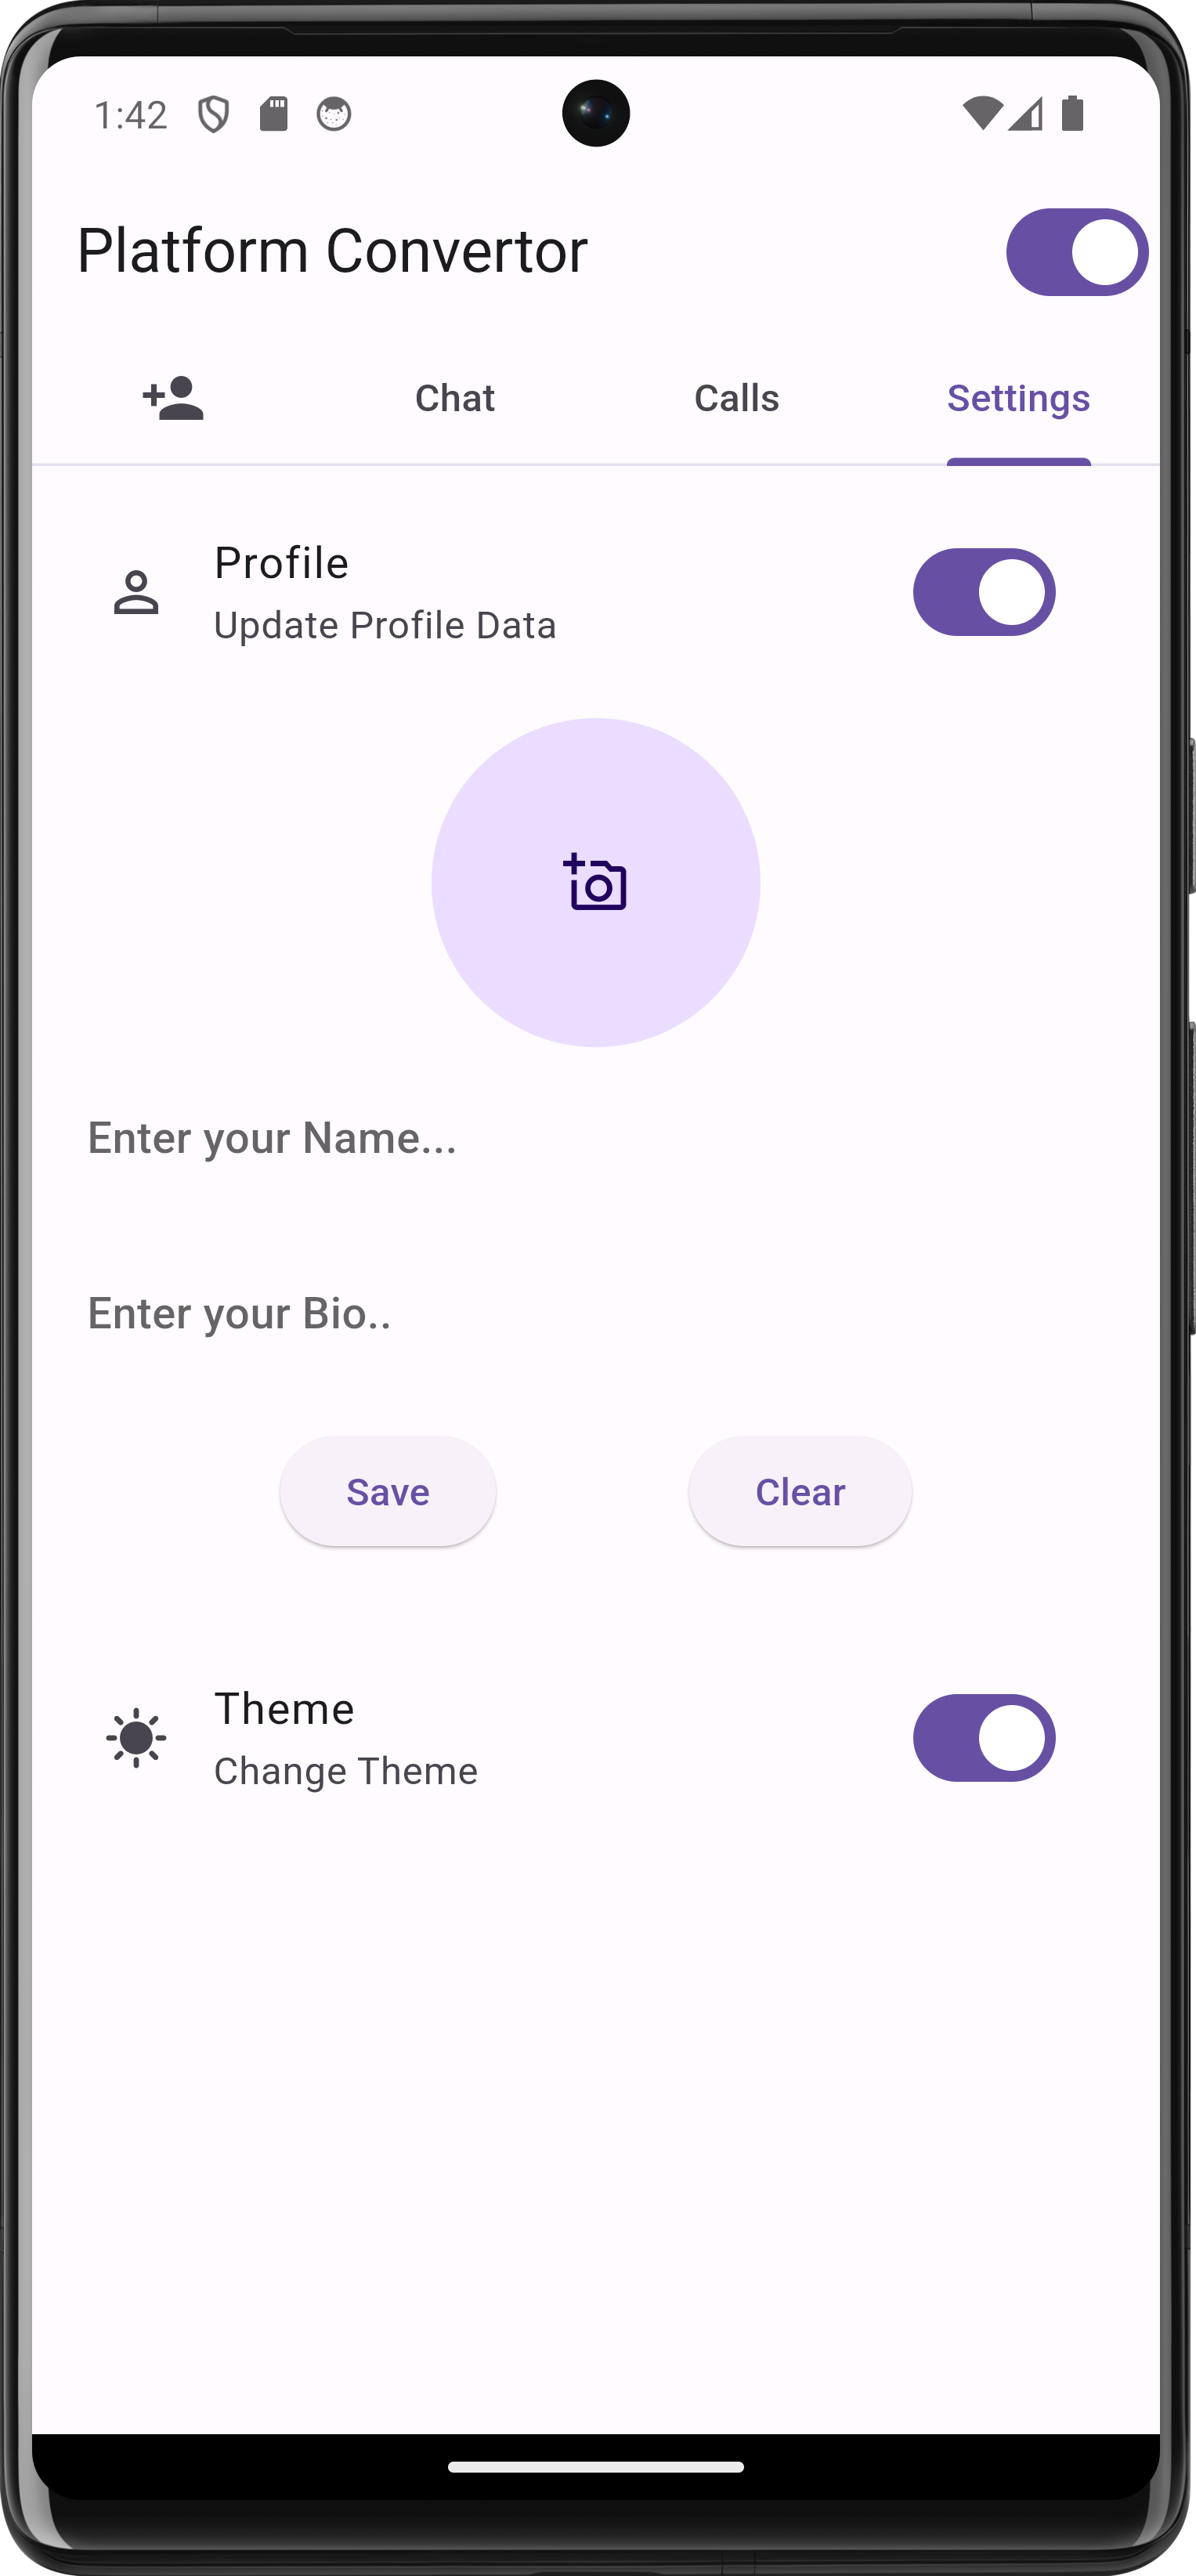 1:42
Platform Convertor
Chat Calls Settings
Profile
Update Profile Data
Enter your Name...
Enter your Bio..
Save Clear
Theme
Change Theme